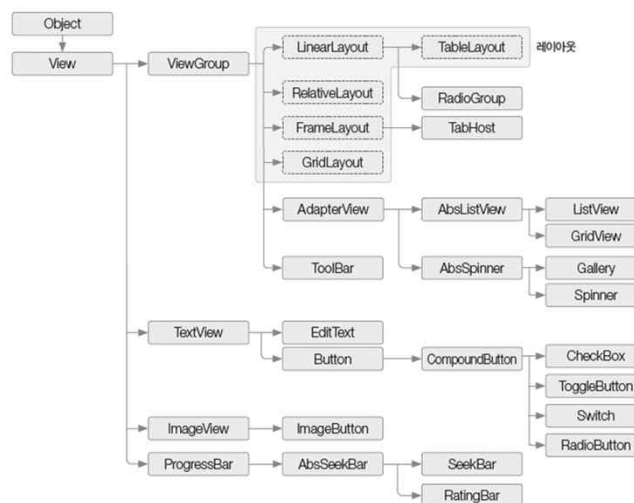 Object
View
ViewGroup
LinearLayout
TableLayout
레이아웃
RelativeLayout
RadioGroup
FrameLayout
TabHost
GridLayout
AdapterView
AbsListView
ListView
GridView
ToolBar
AbsSpinner
Gallery
Spinner
TextView
EditText
Button
CompoundButton
CheckBox
ToggleButton
Switch
RadioButton
ImageView
ImageButton
ProgressBar
AbsSeekBar
SeekBar
RatingBar